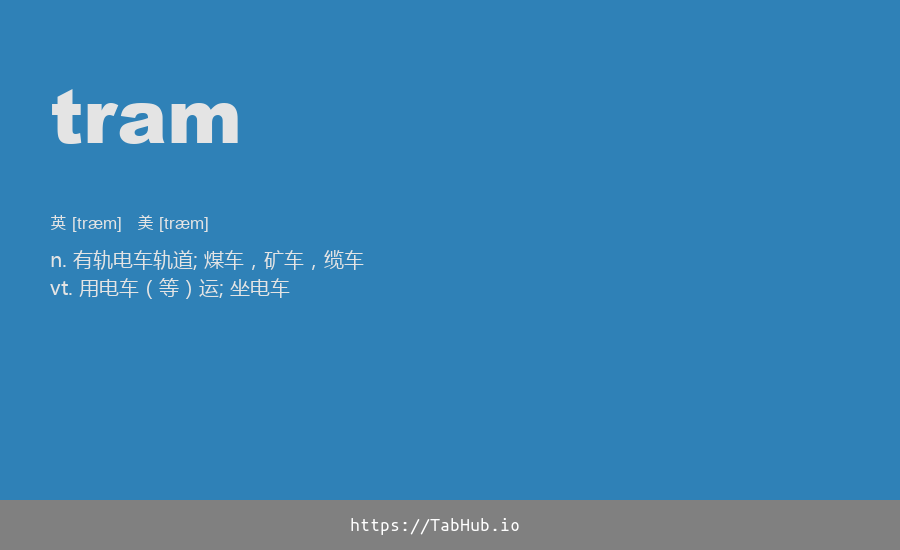 tram
英 [træm] 美 [træm]
n. 有轨电车轨道; 煤车，矿车，缆车
vt. 用电车（等）运; 坐电车
https://TabHub.io